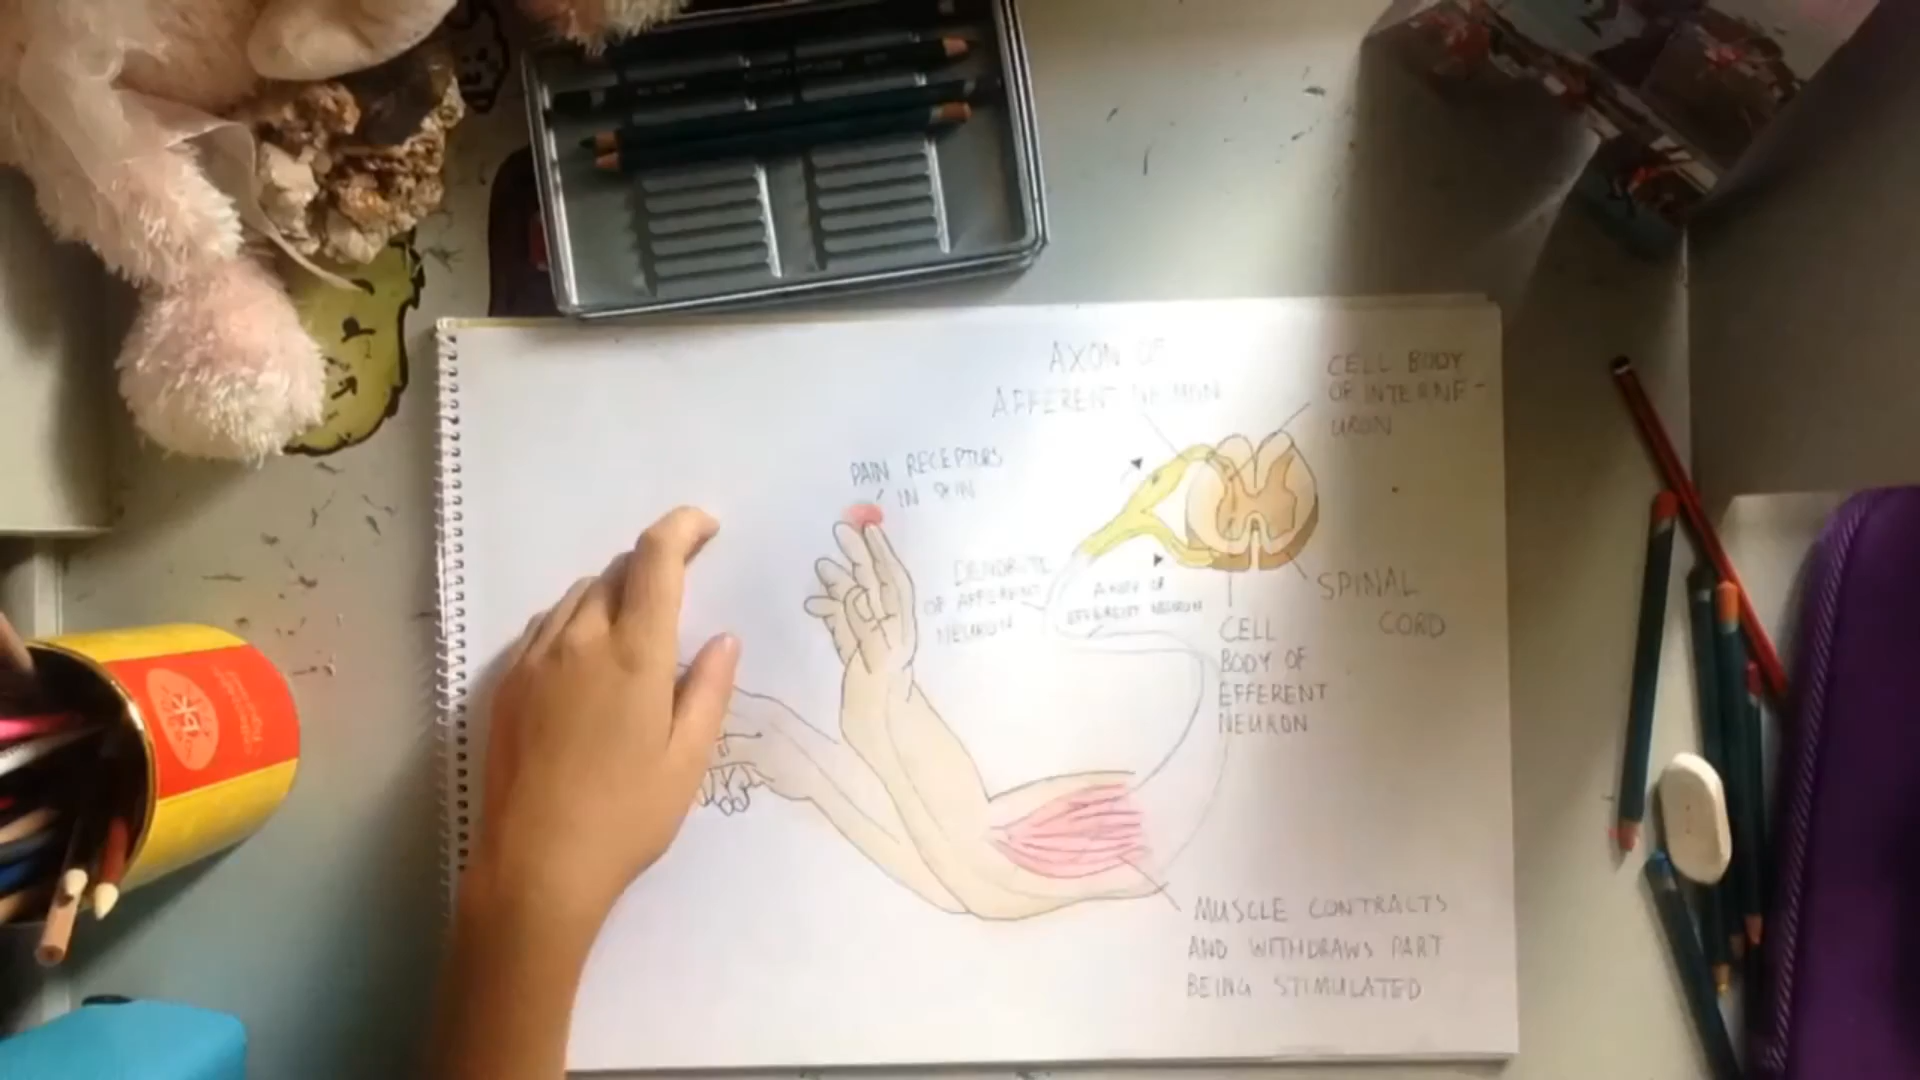 AXON OF
AFFERENT NEURON
CELL BODY
OF INTERNE-
URON
PAIN RECEPTORS
IN SKIN
DENDRITE
OF AFFERENT
NEURON
AXON OF
EFFERENT NEURON
SPINAL
CORD
CELL
BODY OF
EFFERENT
NEURON
MUSCLE CONTRACTS
AND WITHDRAWS PART
BEING STIMULATED